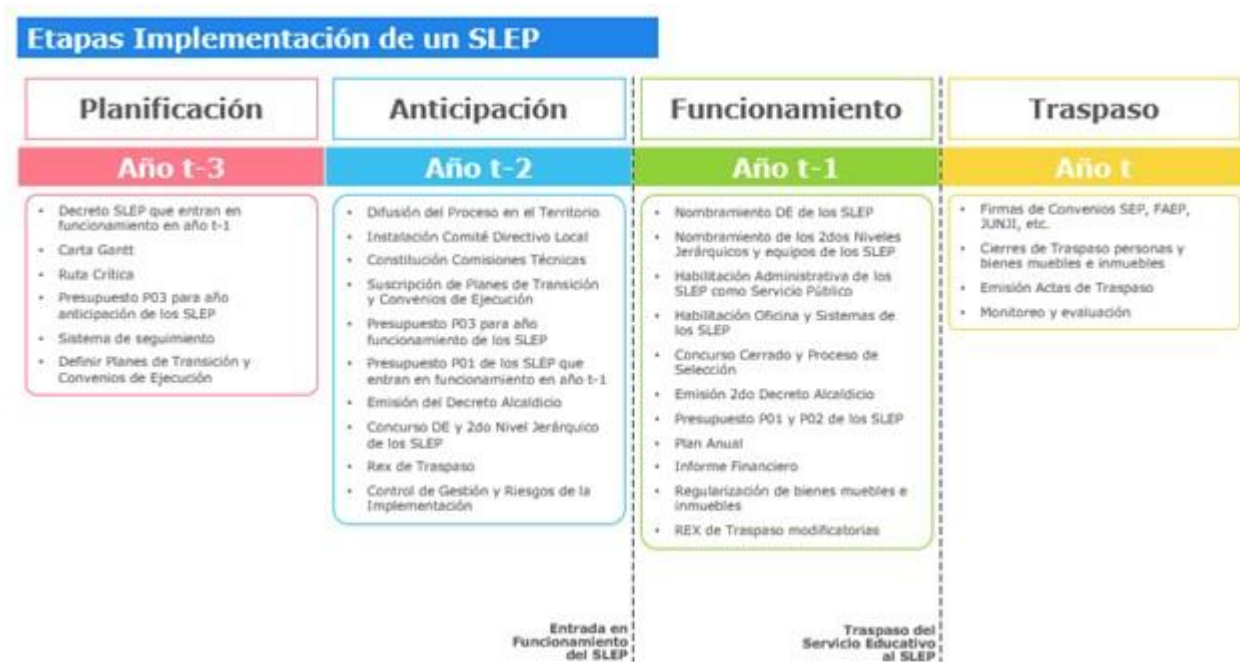 Etapas Implementación de un SLEP
Planificación
Año t-3
• Decreto SLEP que entran en
funcionamiento en año t-1
• Carta Gantt
• Ruta Crítica
• Presupuesto P03 para año
anticipación de los SLEP
• Sistema de seguimiento
• Definir Planes de Transición y
Convenios de Ejecución
Anticipación
Año t-2
• Difusión del Proceso en el Territorio
• Instalación Comité Directivo Local
• Constitución Comisiones Técnicas
• Suscripción de Planes de Transición
y Convenios de Ejecución
• Presupuesto P03 para año
funcionamiento de los SLEP
• Presupuesto P01 de los SLEP que
entran en funcionamiento en año t-1
• Emisión del Decreto Alcaldicio
• Concurso DE y 2do Nivel Jerárquico
de los SLEP
• Rex de Traspaso
• Control de Gestión y Riesgos de la
Implementación
Entrada en
Funcionamiento
del SLEP
Funcionamiento
Año t-1
• Nombramiento DE de los SLEP
• Nombramiento de los 2dos Niveles
Jerárquicos y equipos de los SLEP
• Habilitación Administrativa de los
SLEP como Servicio Público
• Habilitación Oficina y Sistemas de
los SLEP
• Concurso Cerrado y Proceso de
Selección
• Emisión 2do Decreto Alcaldicio
• Presupuesto P01 y P02 de los SLEP
• Plan Anual
• Informe Financiero
• Regularización de bienes muebles e
inmuebles
• REX de Traspaso modificatorias
Traspaso del
Servicio Educativo
al SLEP
Traspaso
Año t
• Firmas de Convenios SEP, FAEP,
JUNJI, etc.
• Cierres de Traspaso personas y
bienes muebles e inmuebles
• Emisión Actas de Traspaso
• Monitoreo y evaluación